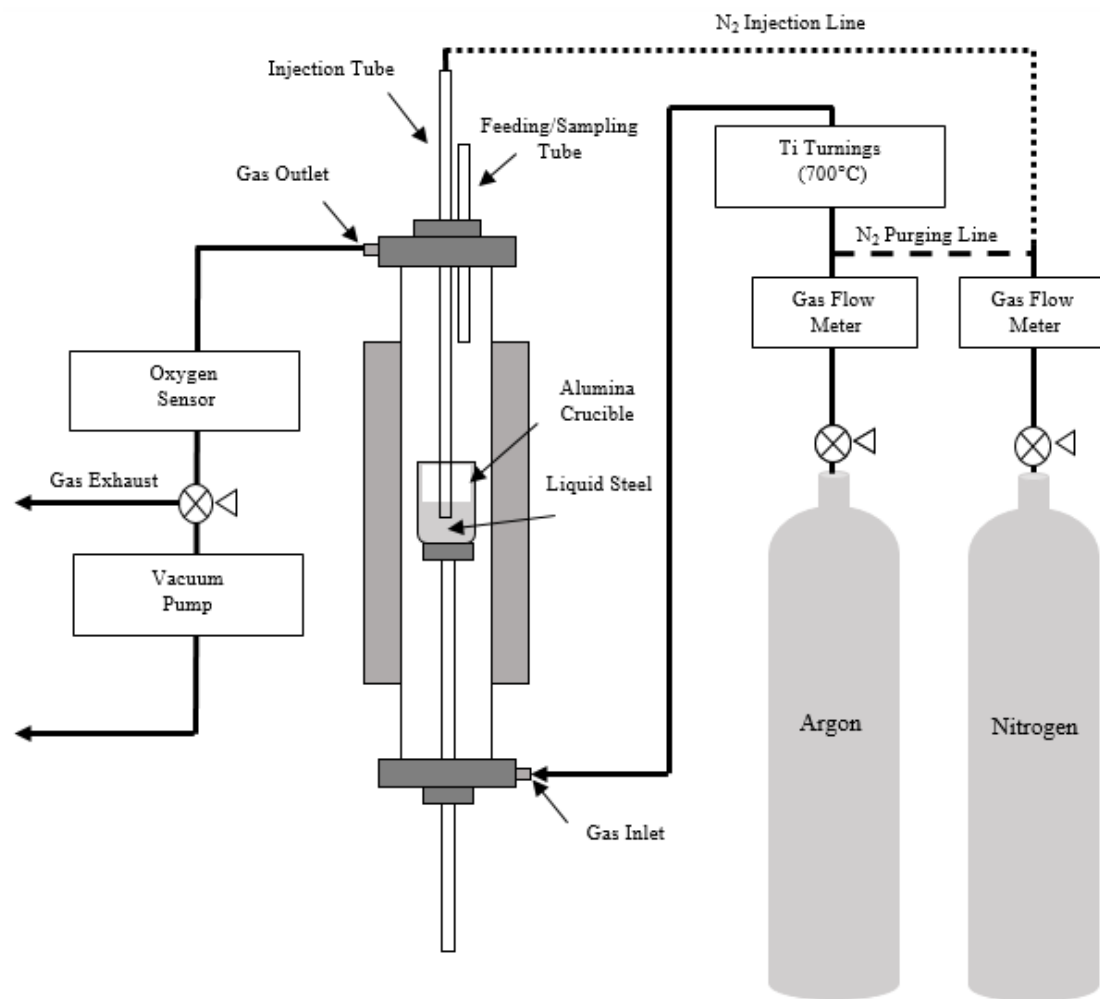 N₂ Injection Line
Injection Tube
Feeding/Sampling
Tube
Gas Outlet
Ti Turnings
(700°C)
N₂ Purging Line
Gas Flow
Meter
Gas Flow
Meter
Oxygen
Sensor
Alumina
Crucible
Gas Exhaust
Liquid Steel
Vacuum
Pump
Argon
Nitrogen
Gas Inlet